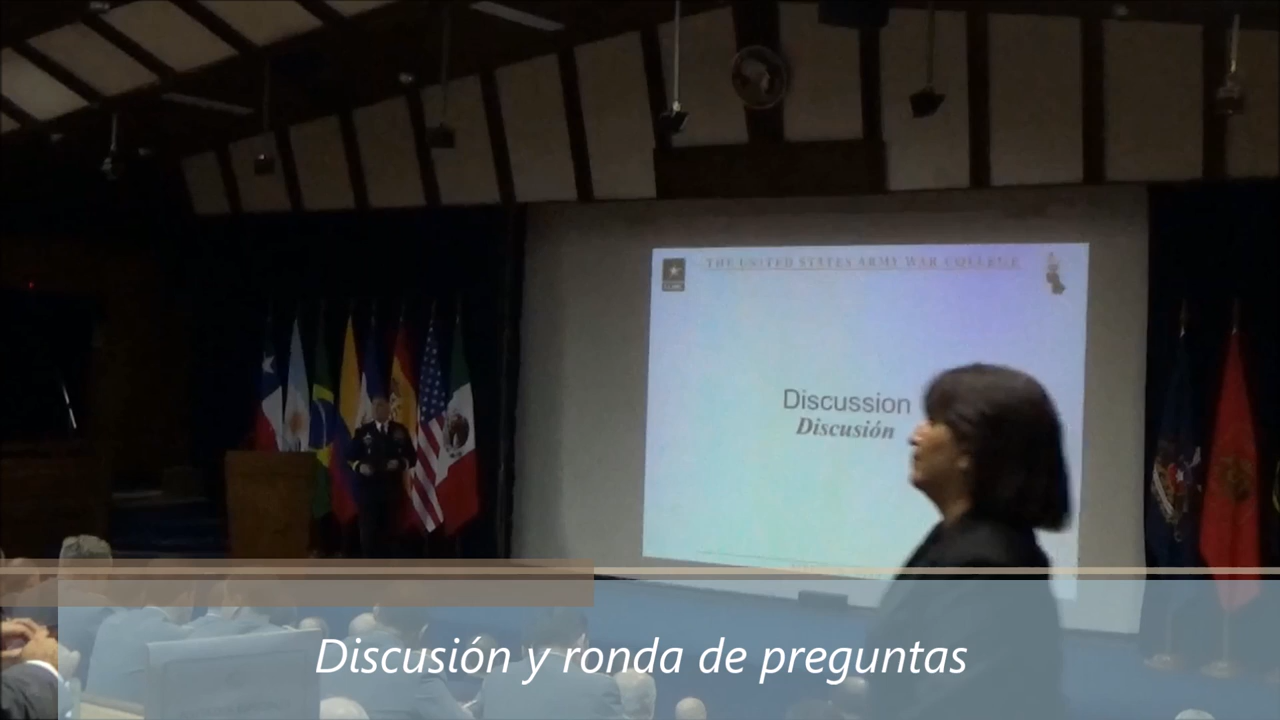 THE UNITED STATES ARMY WAR COLLEGE
Discussion
Discusión
Discusión y ronda de preguntas